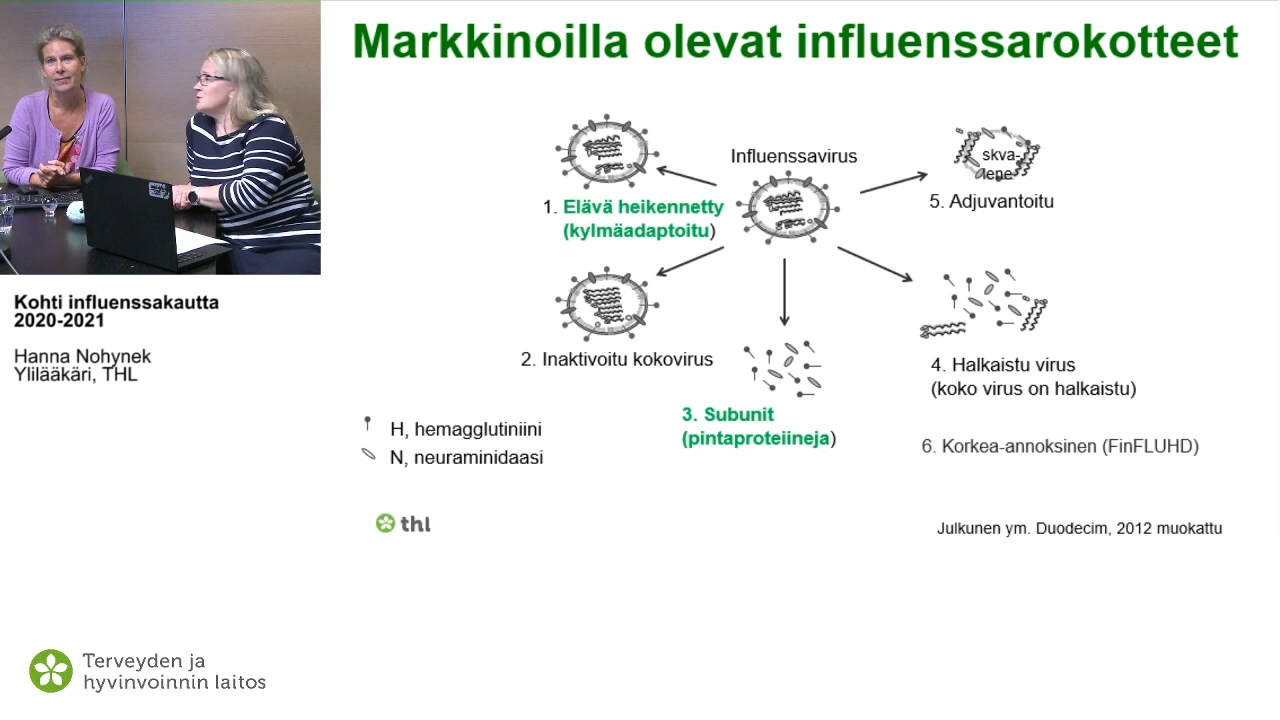 Markkinoilla olevat influenssarokotteet
Influenssavirus
skva-
lene
1. Elävä heikennetty
(kylmäadaptoitu)
5. Adjuvantoitu
Kohti influenssakautta
2020-2021
Hanna Nohynek
Ylilääkäri, THL
2. Inaktivoitu kokovirus
4. Halkaistu virus
(koko virus on halkaistu)
3. Subunit
(pintaproteiineja)
H, hemagglutiniini
N, neuraminidaasi
6. Korkea-annoksinen (FinFLUHD)
thl
Julkunen ym. Duodecim, 2012 muokattu
Terveyden ja
hyvinvoinnin laitos